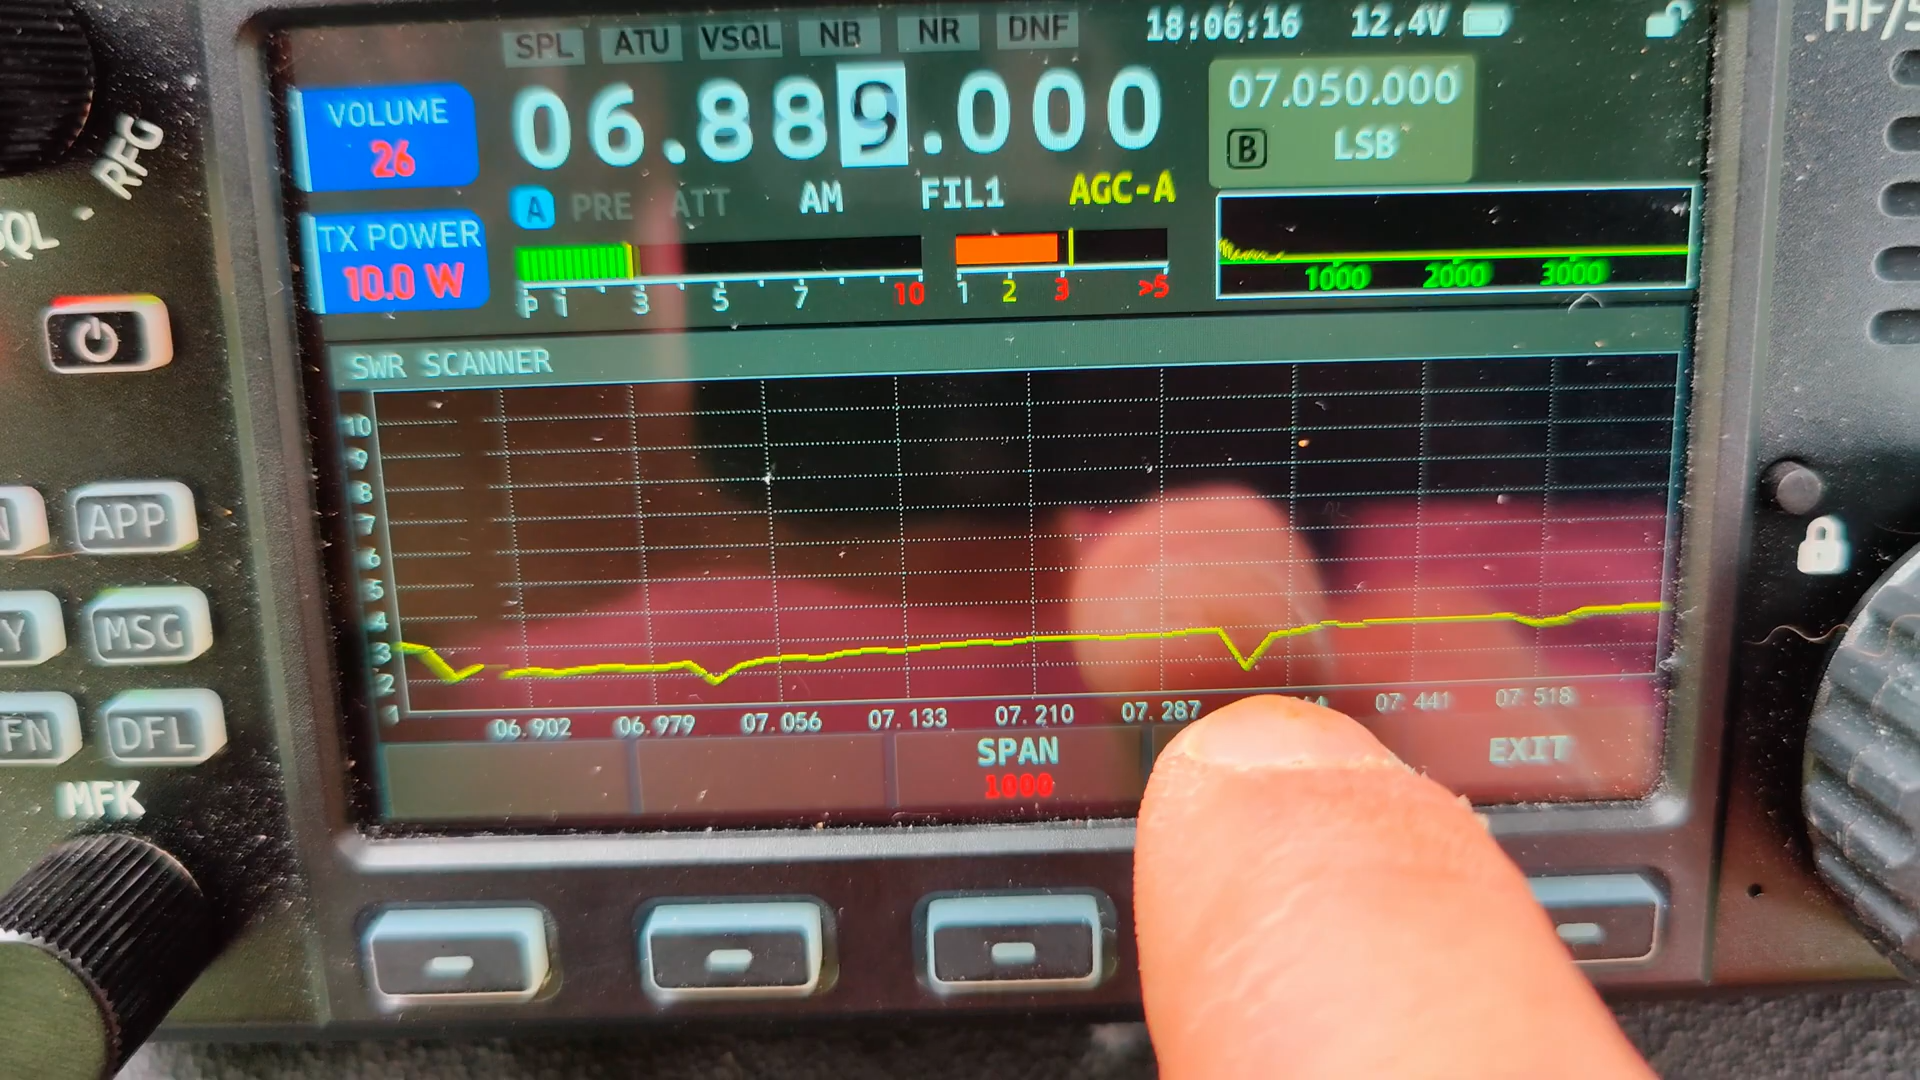 HF/5
SPL ATU VSQL NB NR DNF 18:06:16 12.4V
VOLUME
26
06.889.000
07.050.000
B LSB
RFG
SQL
A PRE ATT AM FIL1 AGC-A
TX POWER
10.0 W
P 1 3 5 7 10
1 2 3 >5
1000 2000 3000
SWR SCANNER
10
9
8
7
6
5
4
3
2
1
06.902 06.979 07.056 07.133 07.210 07.287 07.441 07.518
SPAN
1000
EXIT
APP
MSG
FN
DFL
MFK